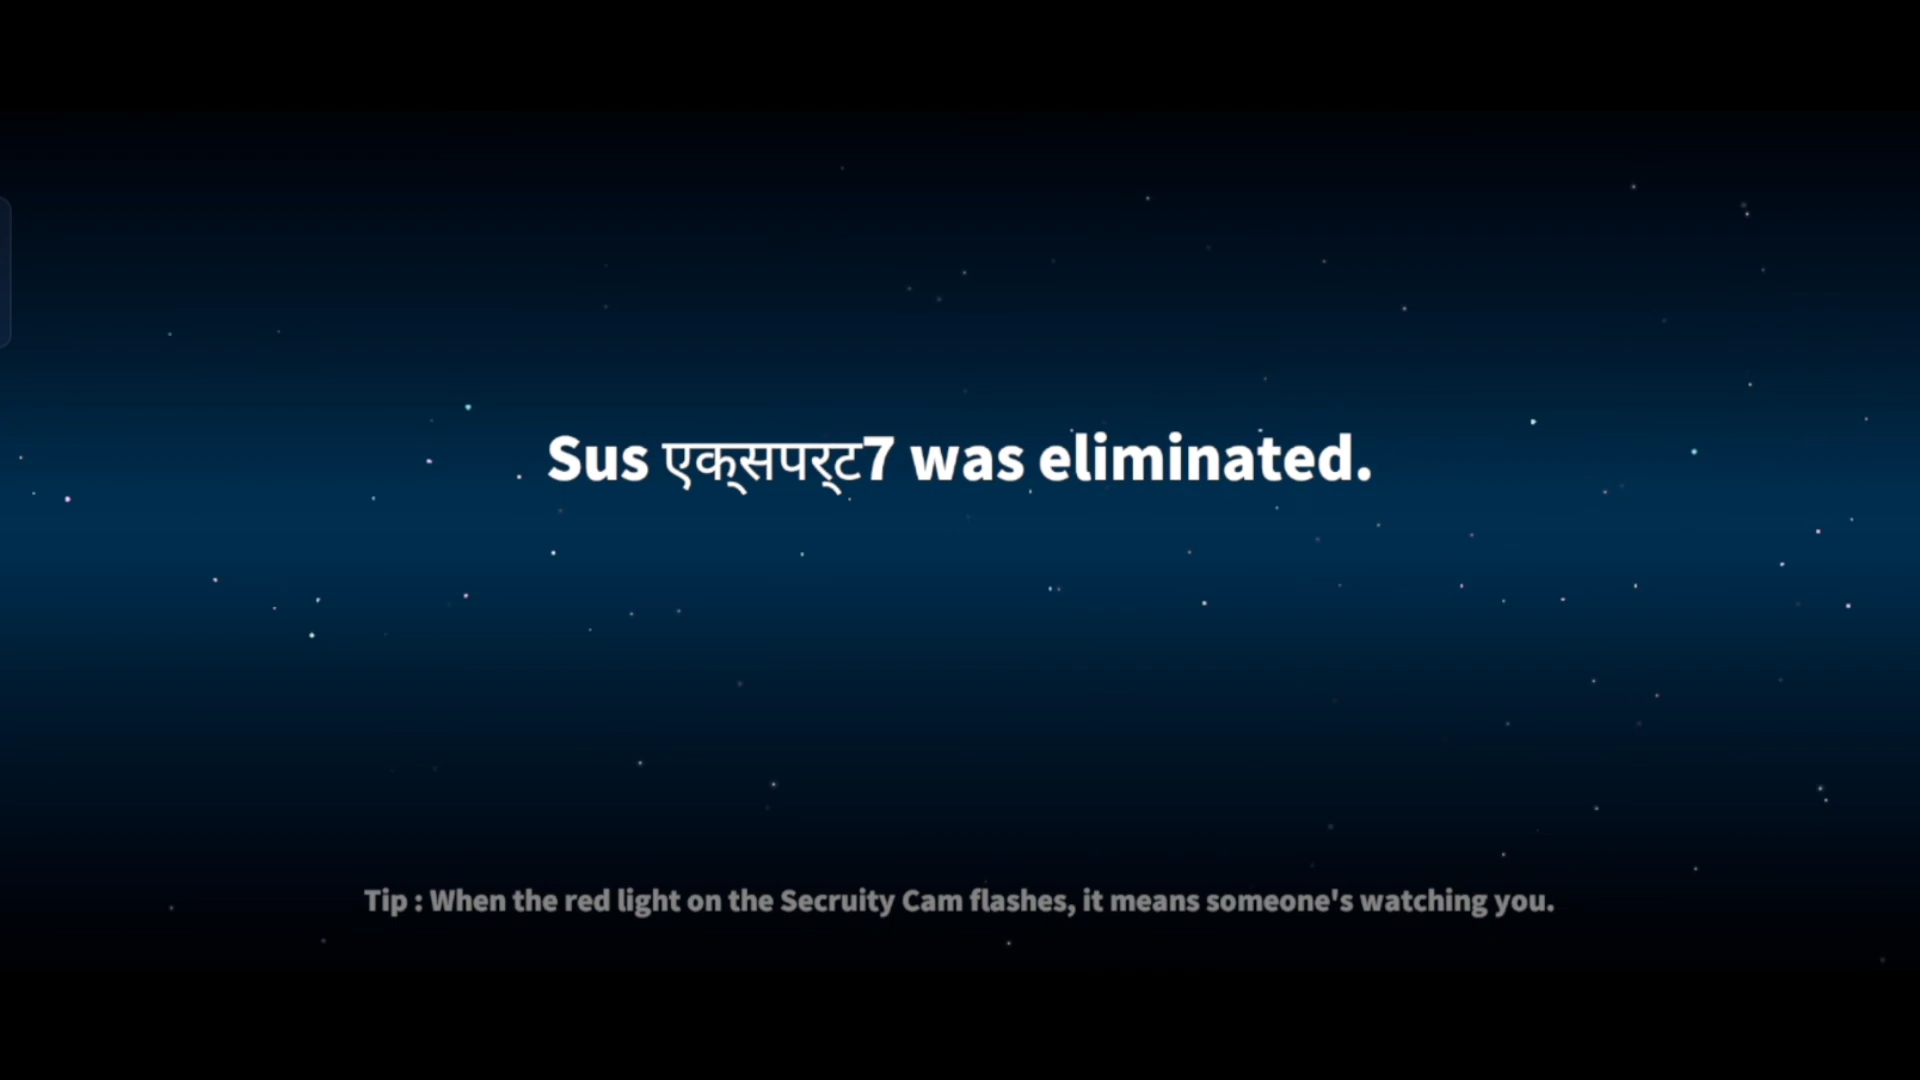 Sus एक्सपर्ट7 was eliminated.
Tip : When the red light on the Secruity Cam flashes, it means someone's watching you.